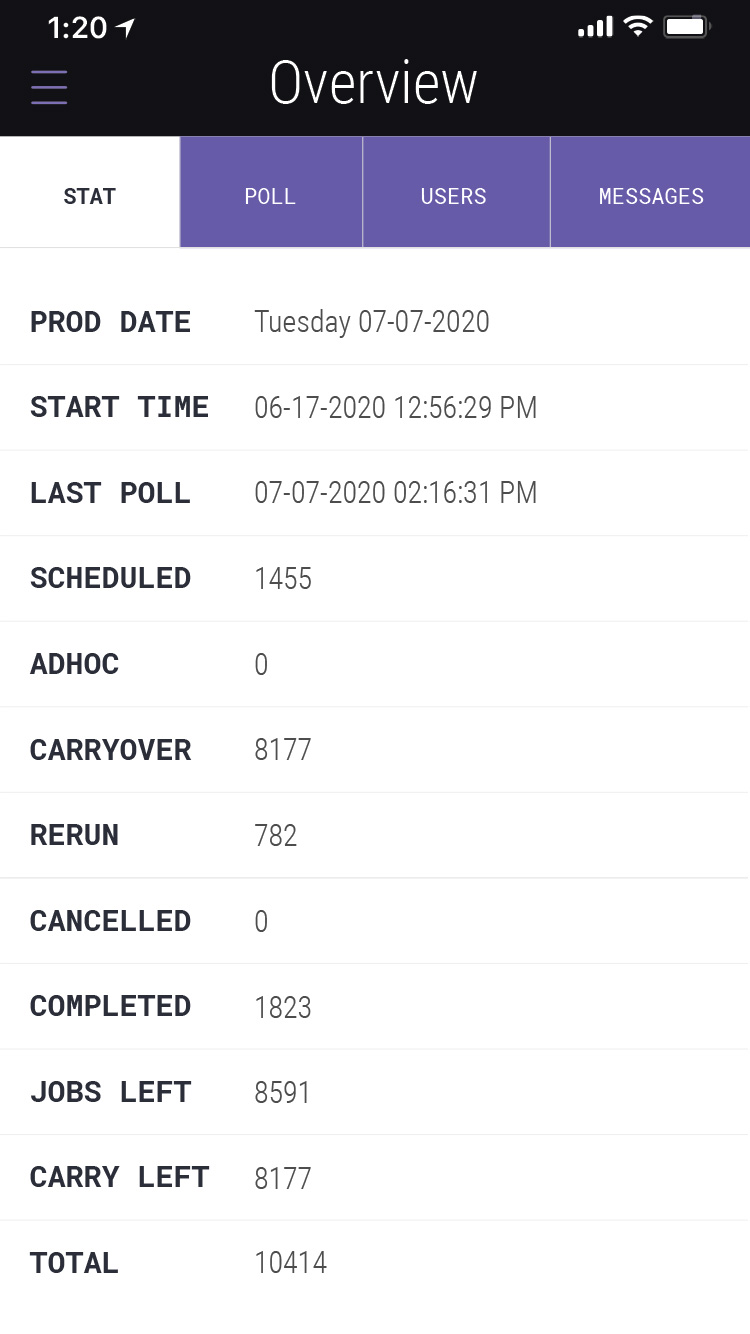 1:20
Overview
STAT POLL USERS MESSAGES
PROD DATE Tuesday 07-07-2020
START TIME 06-17-2020 12:56:29 PM
LAST POLL 07-07-2020 02:16:31 PM
SCHEDULED 1455
ADHOC 0
CARRYOVER 8177
RERUN 782
CANCELLED 0
COMPLETED 1823
JOBS LEFT 8591
CARRY LEFT 8177
TOTAL 10414